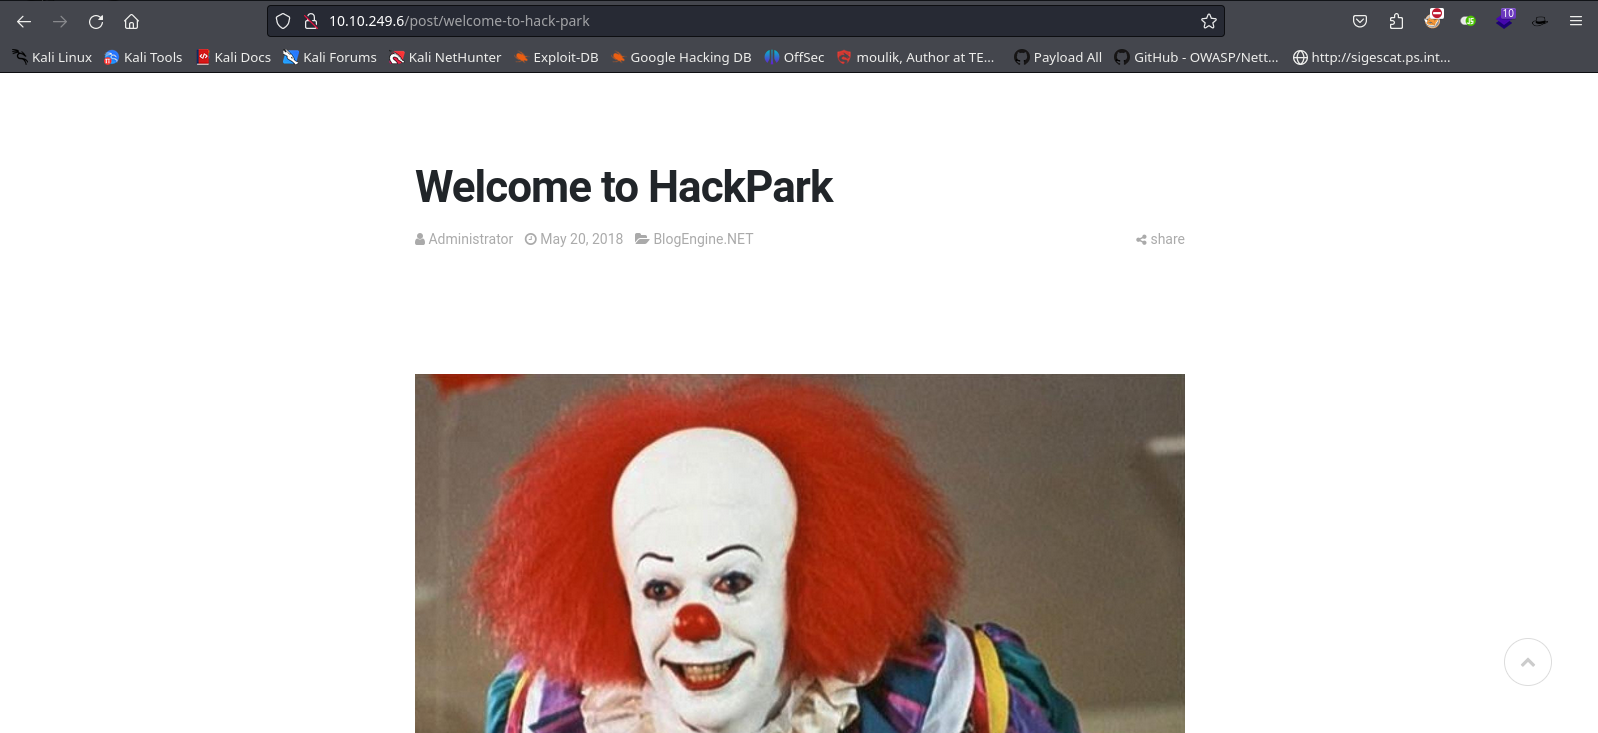 10.10.249.6/post/welcome-to-hack-park
10
Kali Linux Kali Tools Kali Docs Kali Forums Kali NetHunter Exploit-DB Google Hacking DB OffSec moulik, Author at TE... Payload All GitHub - OWASP/Nett... http://sigescat.ps.int...
Welcome to HackPark
Administrator May 20, 2018 BlogEngine.NET share